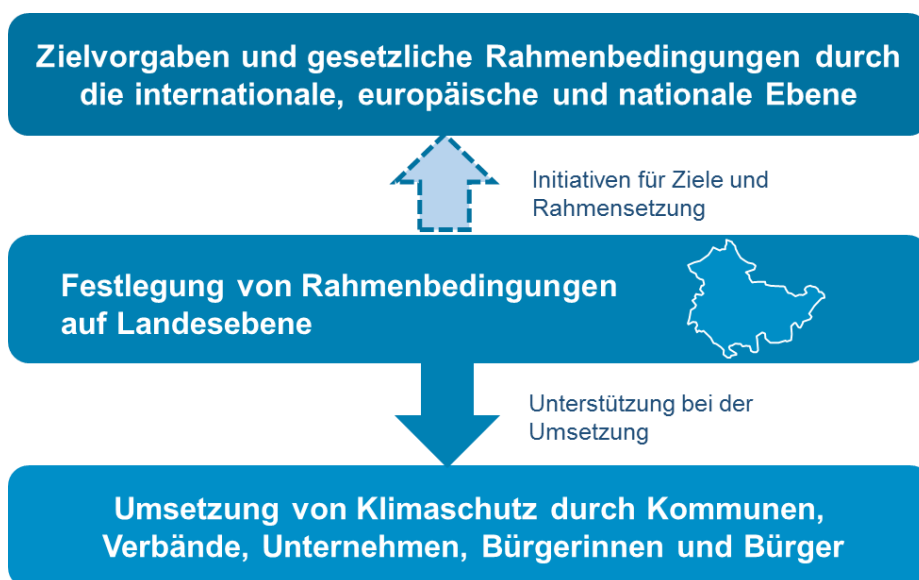 Zielvorgaben und gesetzliche Rahmenbedingungen durch
die internationale, europäische und nationale Ebene
Initiativen für Ziele und
Rahmensetzung
Festlegung von Rahmenbedingungen
auf Landesebene
Unterstützung bei der
Umsetzung
Umsetzung von Klimaschutz durch Kommunen,
Verbände, Unternehmen, Bürgerinnen und Bürger